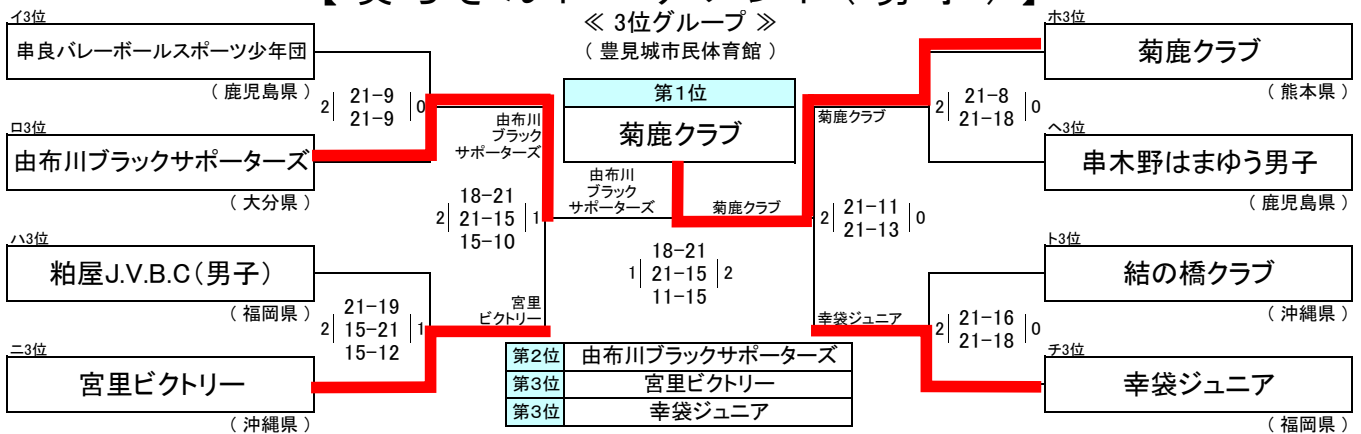 ≪ 3位グループ ≫
（ 豊見城市民体育館 ）
イ3位
串良バレーボールスポーツ少年団
（ 鹿児島県 ）
2 21-9 0
21-9
ロ3位
由布川ブラックサポーターズ
（ 大分県 ）
由布川
ブラック
サポーターズ
18-21
2 21-15 1
15-10
ハ3位
粕屋J.V.B.C（男子）
（ 福岡県 ）
21-19
2 15-21 1
15-12
ニ3位
宮里ビクトリー
（ 沖縄県 ）
宮里
ビクトリー
第1位
菊鹿クラブ
由布川
ブラック
サポーターズ
菊鹿クラブ
18-21
1 21-15 2
11-15
第2位 由布川ブラックサポーターズ
第3位 宮里ビクトリー
第3位 幸袋ジュニア
ホ3位
菊鹿クラブ
（ 熊本県 ）
菊鹿クラブ
2 21-8 0
21-18
ヘ3位
串木野はまゆう男子
（ 鹿児島県 ）
2 21-11 0
21-13
ト3位
結の橋クラブ
（ 沖縄県 ）
幸袋ジュニア
2 21-16 0
21-18
チ3位
幸袋ジュニア
（ 福岡県 ）